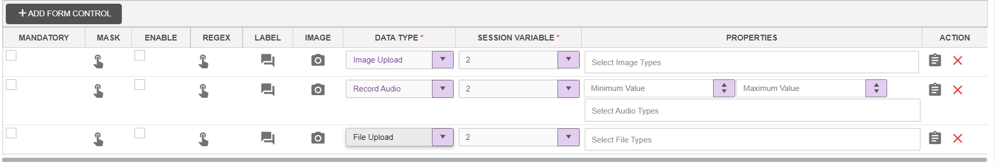 + ADD FORM CONTROL
MANDATORY MASK ENABLE REGEX LABEL IMAGE DATA TYPE * SESSION VARIABLE * PROPERTIES ACTION
Image Upload 2 Select Image Types
Record Audio 2 Minimum Value Maximum Value
Select Audio Types
File Upload 2 Select File Types